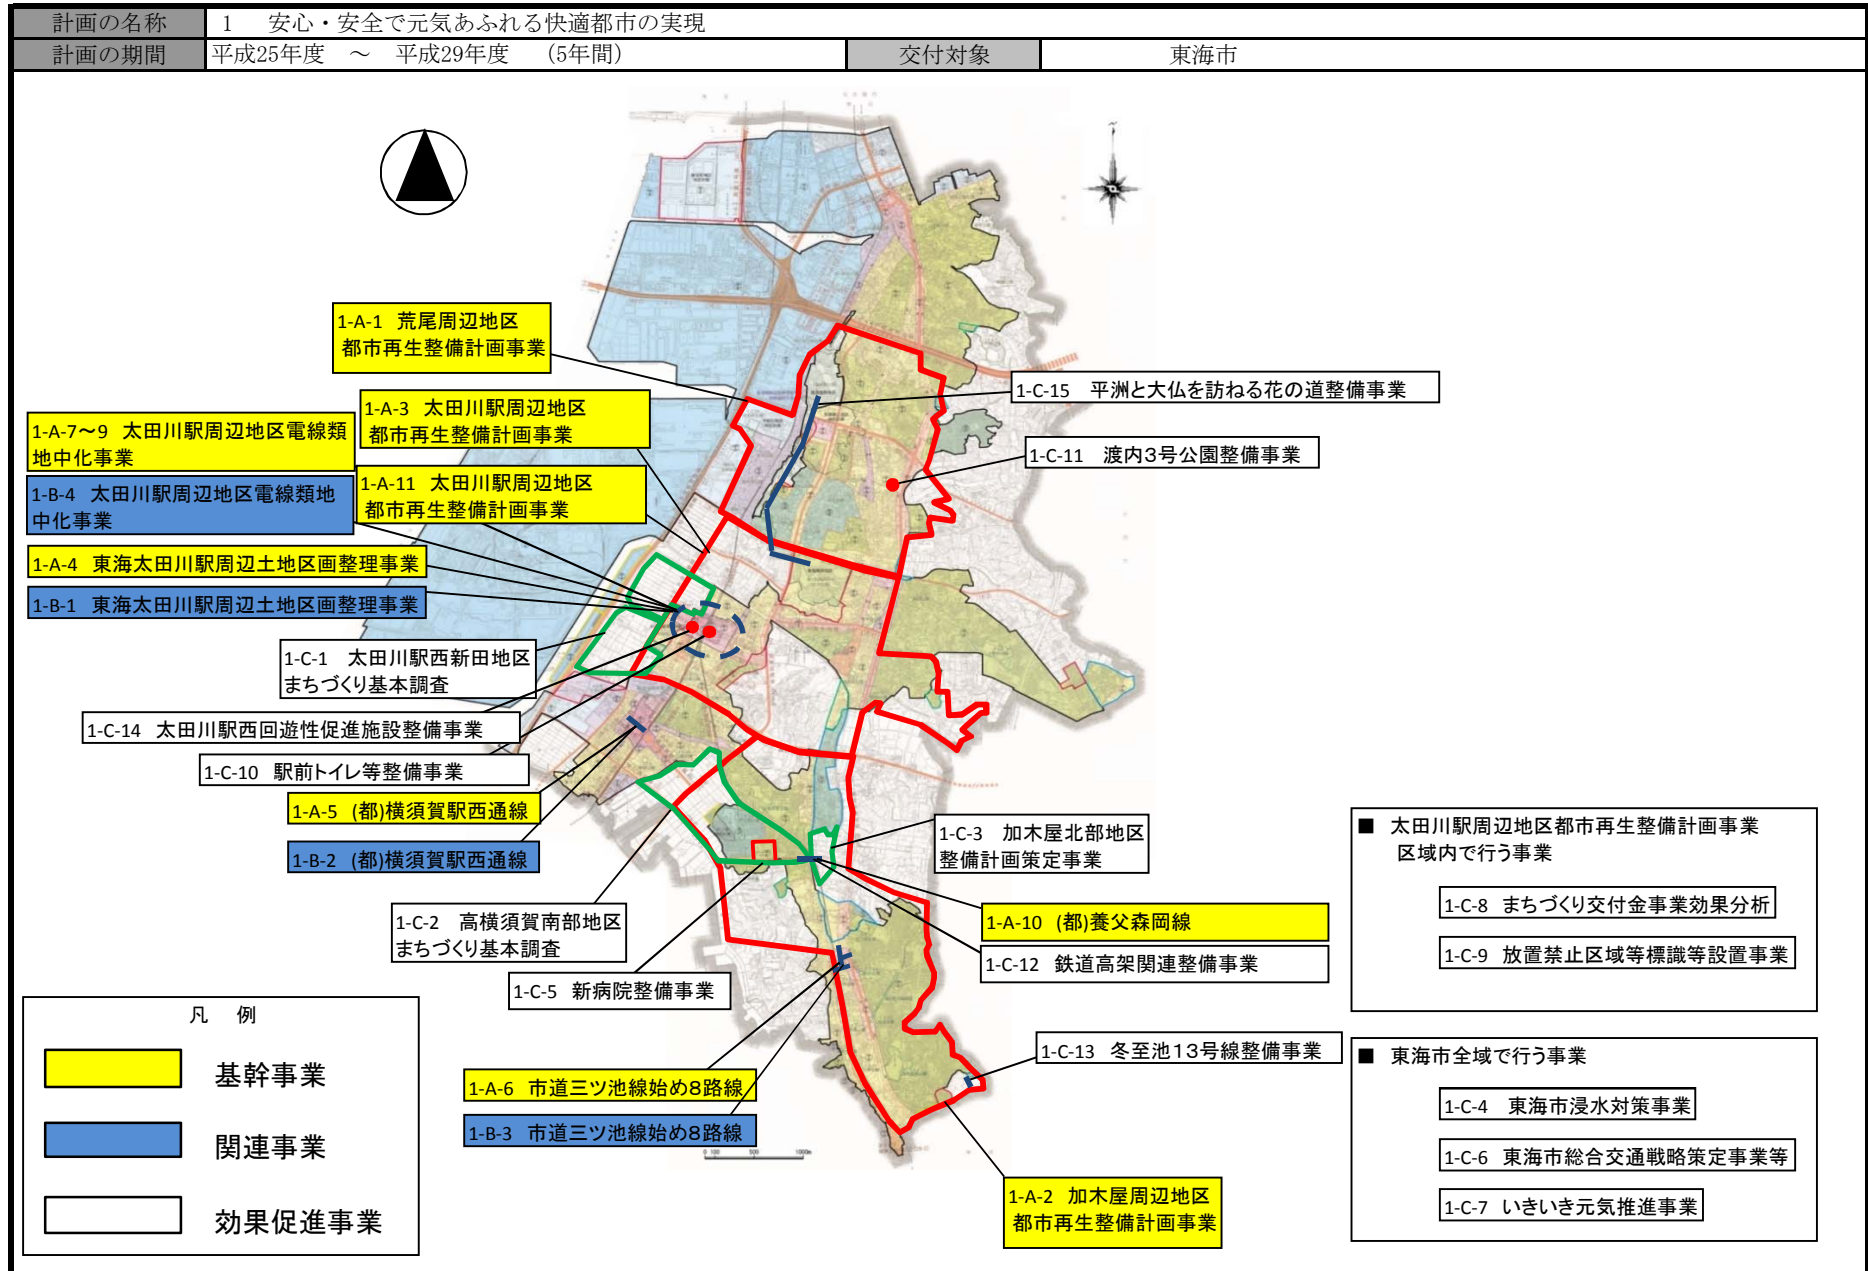 計画の名称 1 安心・安全で元気あふれる快適都市の実現
計画の期間 平成25年度 ～ 平成29年度 (5年間) 交付対象 東海市
1-A-1 荒尾周辺地区
都市再生整備計画事業
1-A-3 太田川駅周辺地区
都市再生整備計画事業
1-A-7～9 太田川駅周辺地区電線類
地中化事業
1-A-11 太田川駅周辺地区
都市再生整備計画事業
1-B-4 太田川駅周辺地区電線類地
中化事業
1-A-4 東海太田川駅周辺土地区画整理事業
1-B-1 東海太田川駅周辺土地区画整理事業
1-C-1 太田川駅西新田地区
まちづくり基本調査
1-C-14 太田川駅西回遊性促進施設整備事業
1-C-10 駅前トイレ等整備事業
1-A-5 (都)横須賀駅西通線
1-B-2 (都)横須賀駅西通線
1-C-2 高横須賀南部地区
まちづくり基本調査
1-C-5 新病院整備事業
1-A-6 市道三ツ池線始め8路線
1-B-3 市道三ツ池線始め8路線
1-C-15 平洲と大仏を訪ねる花の道整備事業
1-C-11 渡内3号公園整備事業
1-C-3 加木屋北部地区
整備計画策定事業
1-A-10 (都)養父森岡線
1-C-12 鉄道高架関連整備事業
1-C-13 冬至池13号線整備事業
1-A-2 加木屋周辺地区
都市再生整備計画事業
■ 太田川駅周辺地区都市再生整備計画事業
区域内で行う事業
1-C-8 まちづくり交付金事業効果分析
1-C-9 放置禁止区域等標識等設置事業
■ 東海市全域で行う事業
1-C-4 東海市浸水対策事業
1-C-6 東海市総合交通戦略策定事業等
1-C-7 いきいき元気推進事業
凡 例
基幹事業
関連事業
効果促進事業
0 100 500 1000m